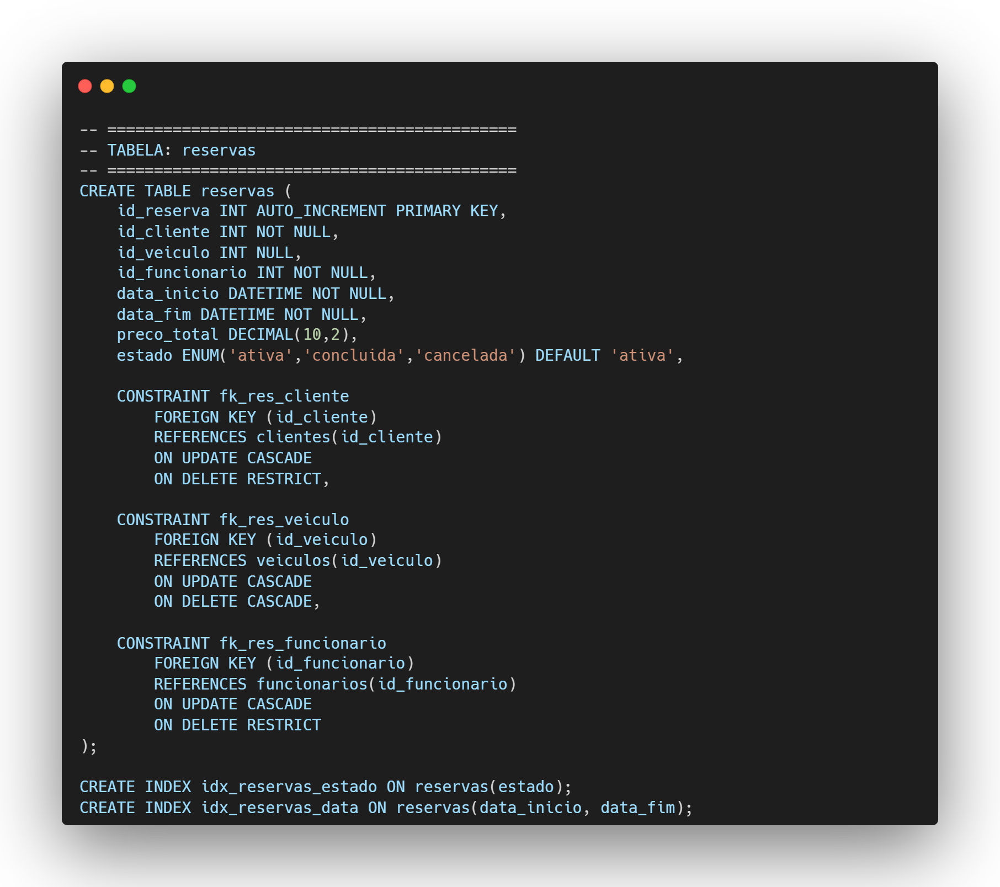 -- ============================================
-- TABELA: reservas
-- ============================================
CREATE TABLE reservas (
    id_reserva INT AUTO_INCREMENT PRIMARY KEY,
    id_cliente INT NOT NULL,
    id_veiculo INT NULL,
    id_funcionario INT NOT NULL,
    data_inicio DATETIME NOT NULL,
    data_fim DATETIME NOT NULL,
    preco_total DECIMAL(10,2),
    estado ENUM('ativa','concluida','cancelada') DEFAULT 'ativa',

    CONSTRAINT fk_res_cliente
        FOREIGN KEY (id_cliente)
        REFERENCES clientes(id_cliente)
        ON UPDATE CASCADE
        ON DELETE RESTRICT,

    CONSTRAINT fk_res_veiculo
        FOREIGN KEY (id_veiculo)
        REFERENCES veiculos(id_veiculo)
        ON UPDATE CASCADE
        ON DELETE CASCADE,

    CONSTRAINT fk_res_funcionario
        FOREIGN KEY (id_funcionario)
        REFERENCES funcionarios(id_funcionario)
        ON UPDATE CASCADE
        ON DELETE RESTRICT
);

CREATE INDEX idx_reservas_estado ON reservas(estado);
CREATE INDEX idx_reservas_data ON reservas(data_inicio, data_fim);